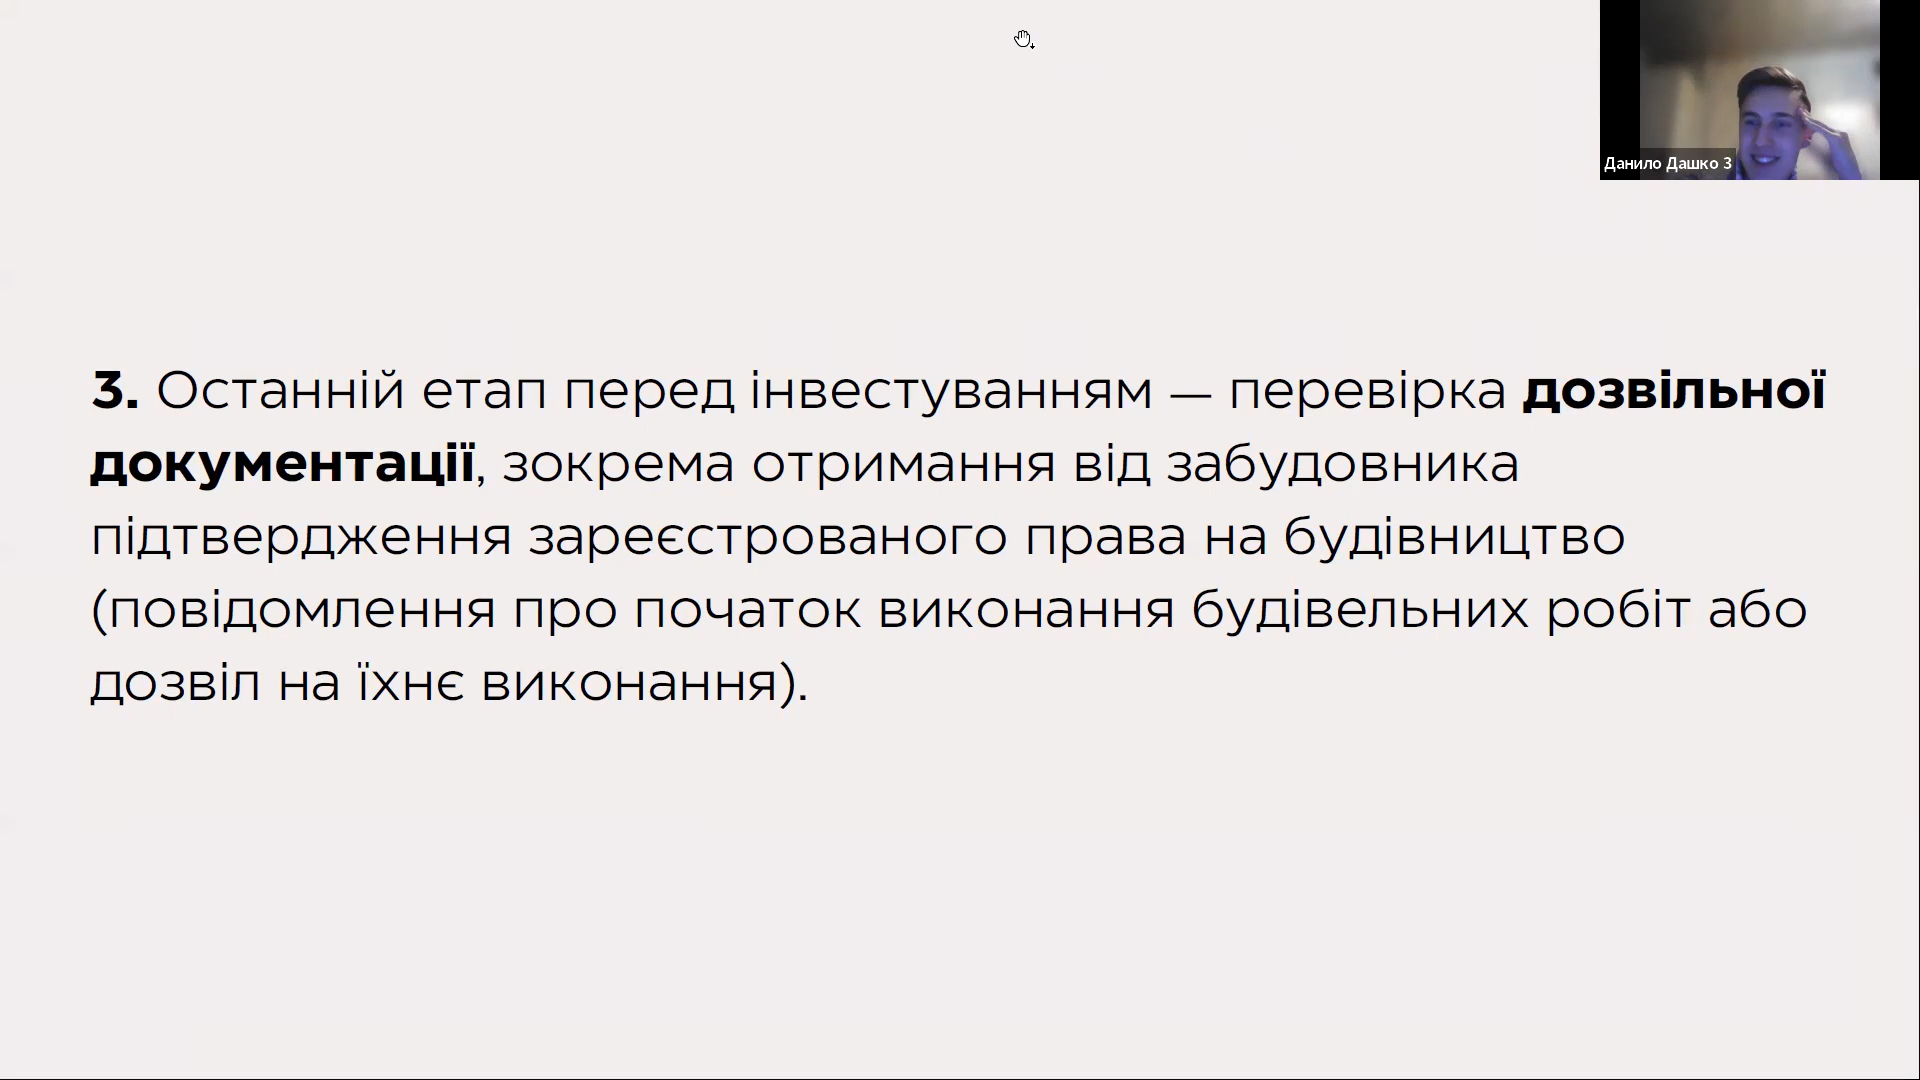 Данило Дашко З
3. Останній етап перед інвестуванням — перевірка дозвільної
документації, зокрема отримання від забудовника
підтвердження зареєстрованого права на будівництво
(повідомлення про початок виконання будівельних робіт або
дозвіл на їхнє виконання).